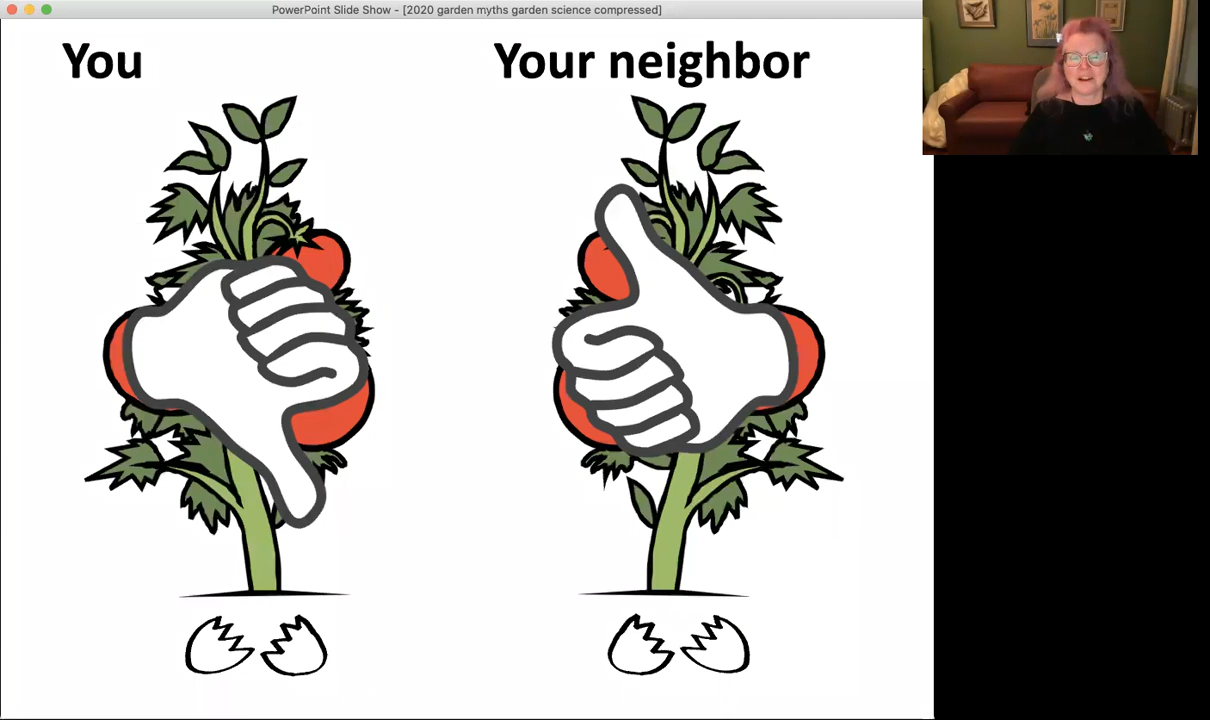 PowerPoint Slide Show - [2020 garden myths garden science compressed]
You
Your neighbor